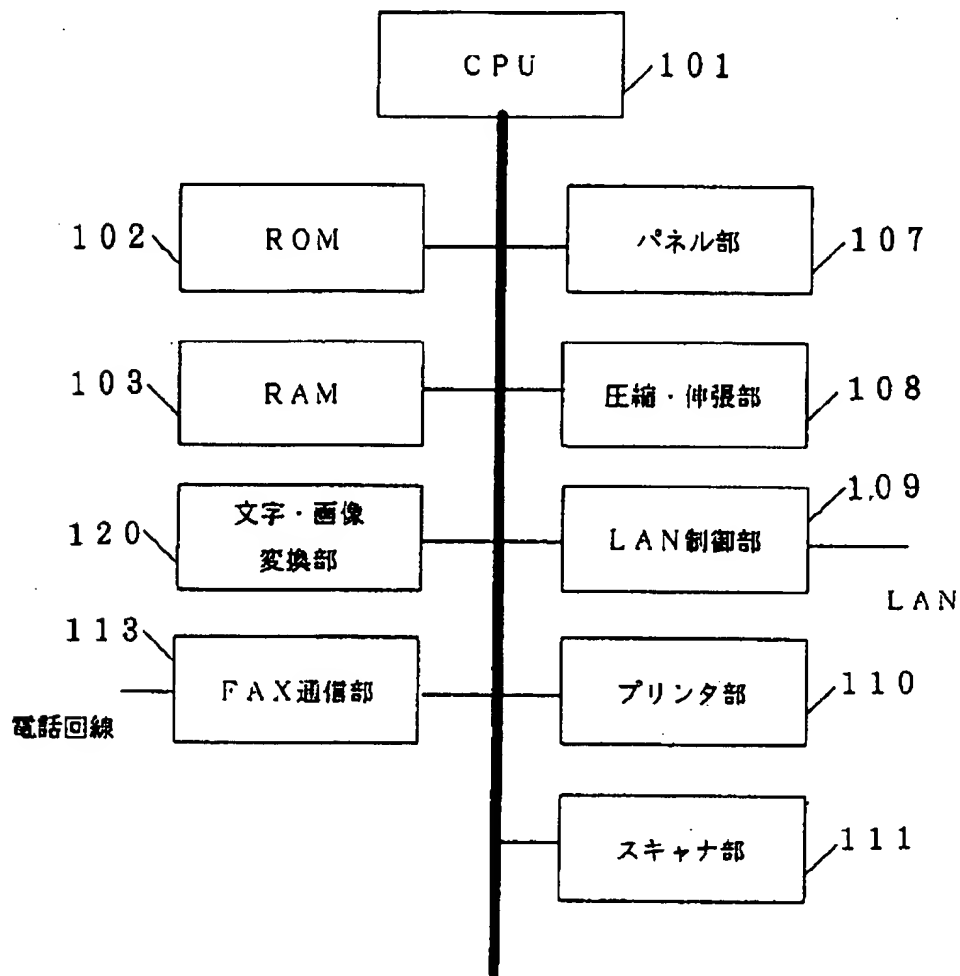 CPU
101
102
ROM
パネル部
107
103
RAM
圧縮・伸張部
108
120
文字・画像
変換部
LAN制御部
109
LAN
113
FAX通信部
電話回線
プリンタ部
110
スキャナ部
111